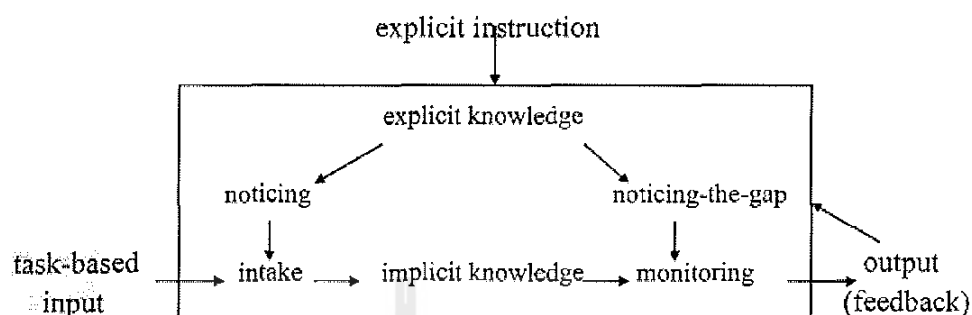 explicit instruction
explicit knowledge
noticing noticing-the-gap
task-based input
intake implicit knowledge monitoring
output (feedback)